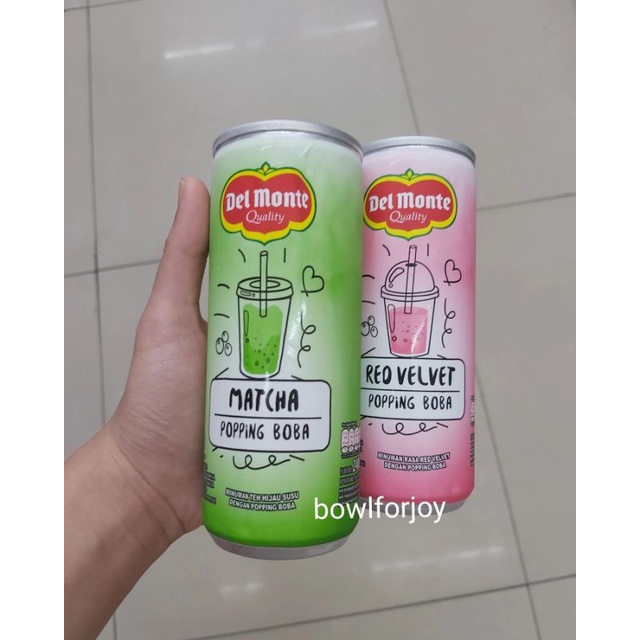 Del Monte
Quality
MATCHA
POPPING BOBA
MINUMAN TEH HIJAU SUSU
DENGAN POPPING BOBA
Del Monte
Quality
RED VELVET
POPPING BOBA
MINUMAN RASA RED VELVET
DENGAN POPPING BOBA
bowlforjoy